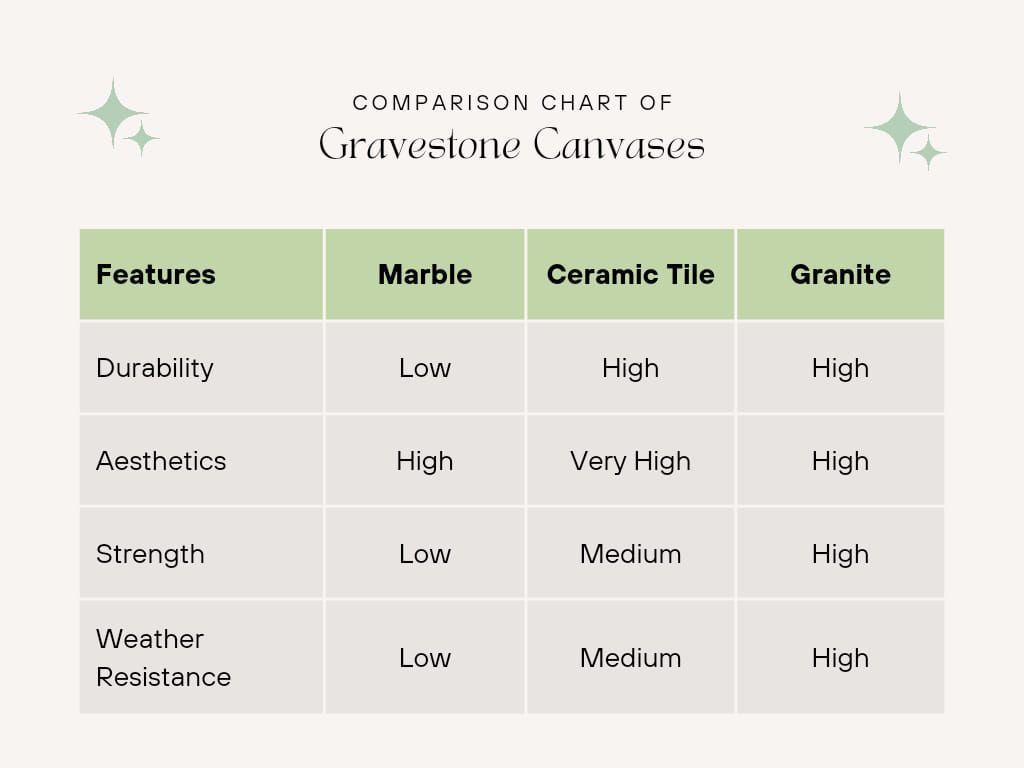 COMPARISON CHART OF
Gravestone Canvases
Features Marble Ceramic Tile Granite
Durability Low High High
Aesthetics High Very High High
Strength Low Medium High
Weather
Resistance Low Medium High